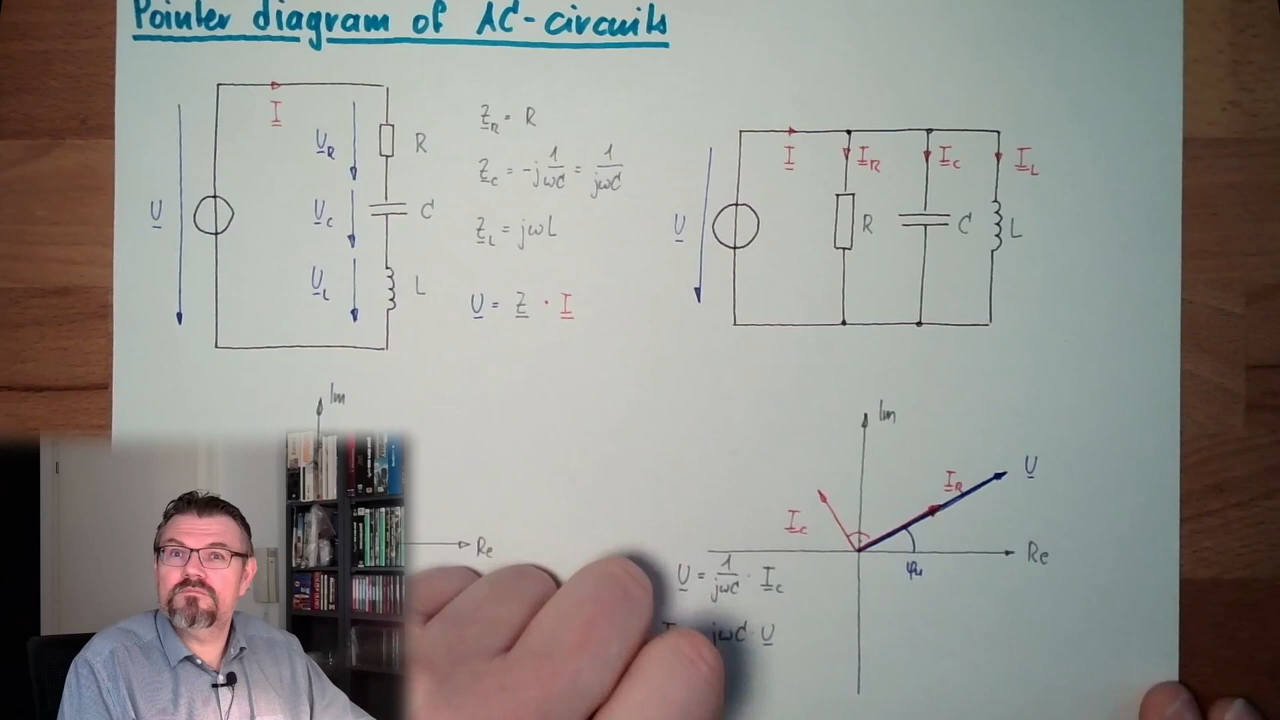 Pointer diagram of AC-circuits
I
U
U_R
R
U_C
C
U_L
L
Z_R = R
Z_C = -j 1/ωC = 1/jωC
Z_L = jωL
U = Z · I
I
I_R
I_C
I_L
U
R
C
L
Im
Re
Im
U
I_R
I_C
Re
φ_u
U = 1/jωC · I_C
jωC · U